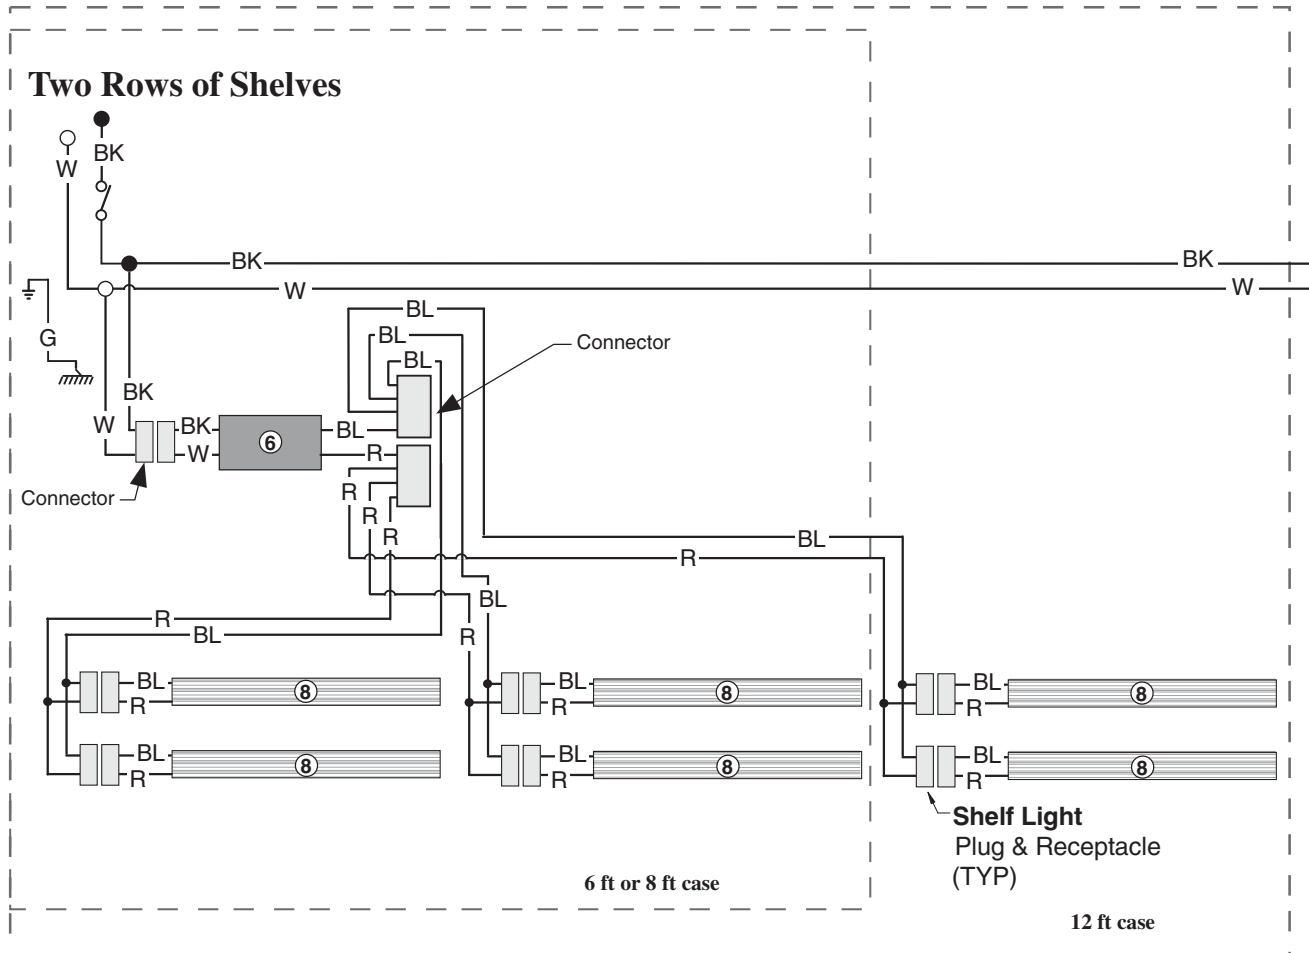 Two Rows of Shelves
BK
W
BK
BK
W
W
G
BL
BL
Connector
BL
BK
W
BK
BL
6
W
R
Connector
R
R
R
BL
R
BL
R
R
BL
BL
8
R
BL
8
R
BL
8
R
BL
8
R
BL
8
R
BL
8
R
Shelf Light
Plug & Receptacle
(TYP)
6 ft or 8 ft case
12 ft case